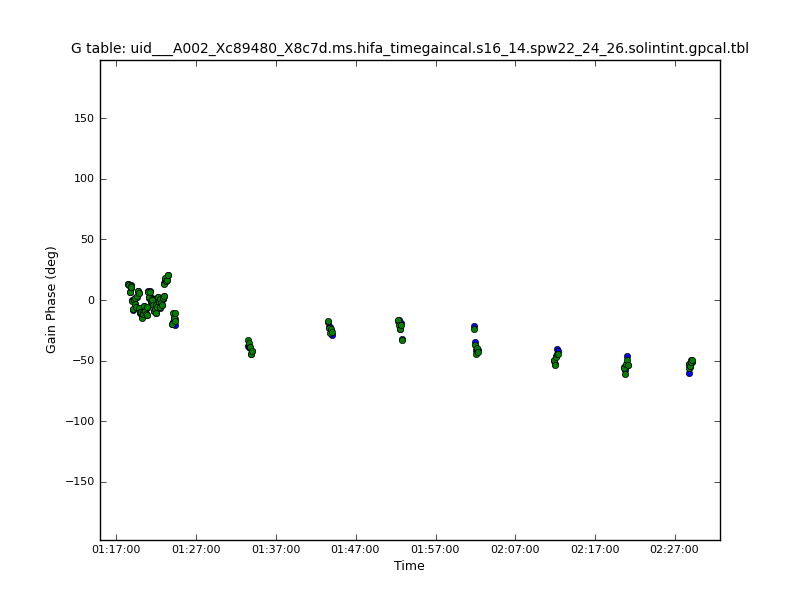 G table: uid___A002_Xc89480_X8c7d.ms.hifa_timegaincal.s16_14.spw22_24_26.solintint.gpcal.tbl
150
100
50
0
−50
−100
−150
Gain Phase (deg)
01:17:00 01:27:00 01:37:00 01:47:00 01:57:00 02:07:00 02:17:00 02:27:00
Time